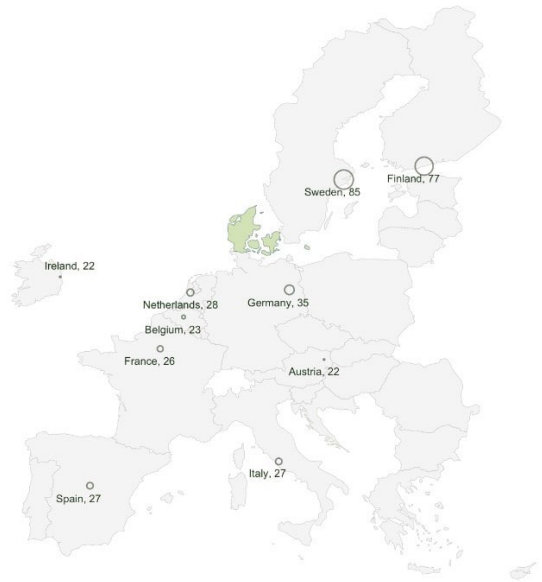 Finland, 77
Sweden, 85
Ireland, 22
Netherlands, 28
Germany, 35
Belgium, 23
France, 26
Austria, 22
Italy, 27
Spain, 27